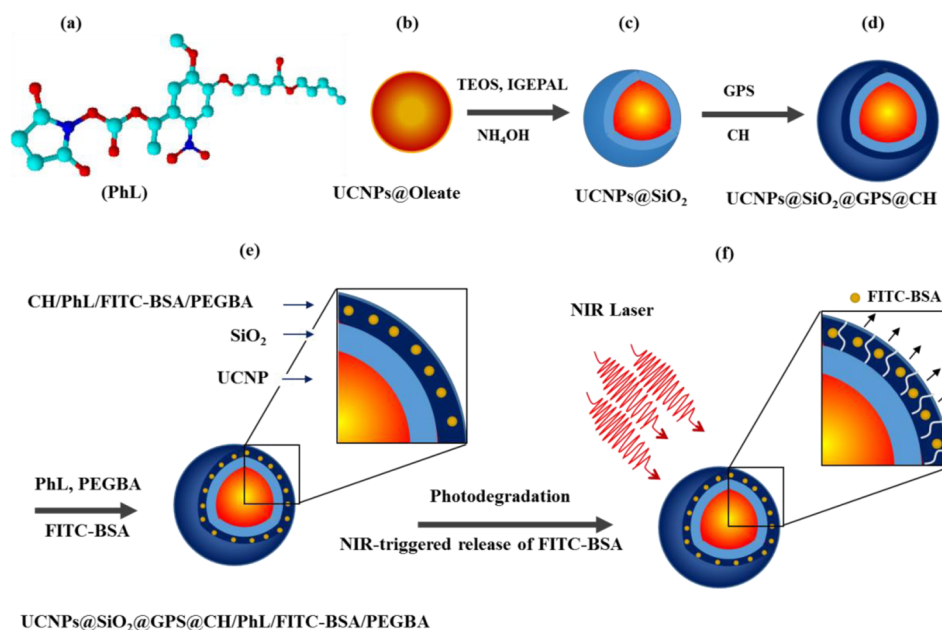 (a)
(b)
(c)
(d)
(PhL)
UCNPs@Oleate
TEOS, IGEPAL
NH₄OH
UCNPs@SiO₂
GPS
CH
UCNPs@SiO₂@GPS@CH
(e)
(f)
CH/PhL/FITC-BSA/PEGBA
SiO₂
UCNP
NIR Laser
FITC-BSA
PhL, PEGBA
FITC-BSA
Photodegradation
NIR-triggered release of FITC-BSA
UCNPs@SiO₂@GPS@CH/PhL/FITC-BSA/PEGBA